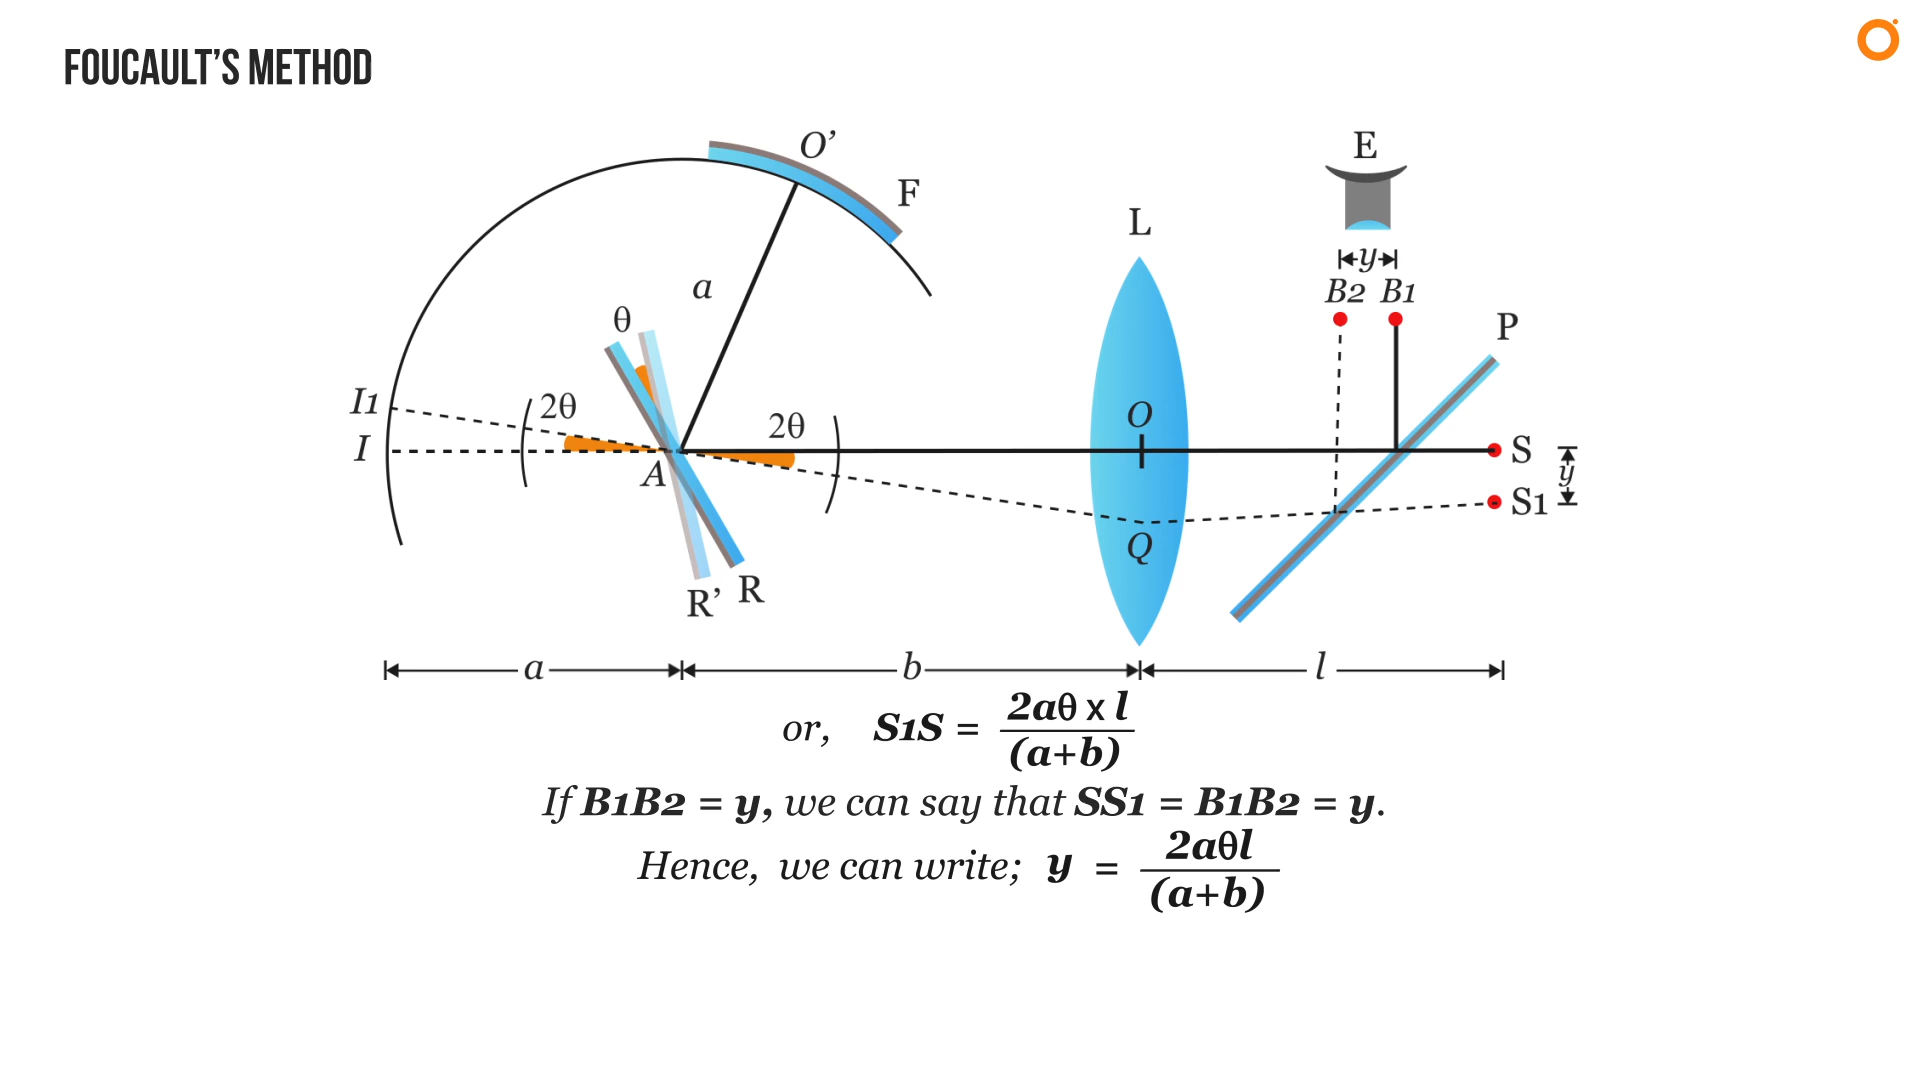 FOUCAULT'S METHOD
O’
E
F
L
y
a
B2 B1
θ
P
I1
2θ
2θ
O
I
A
S
y
S1
Q
R’ R
a b l
or, S1S = 2aθ x l
(a+b)
If B1B2 = y, we can say that SS1 = B1B2 = y.
Hence, we can write; y = 2aθl
(a+b)